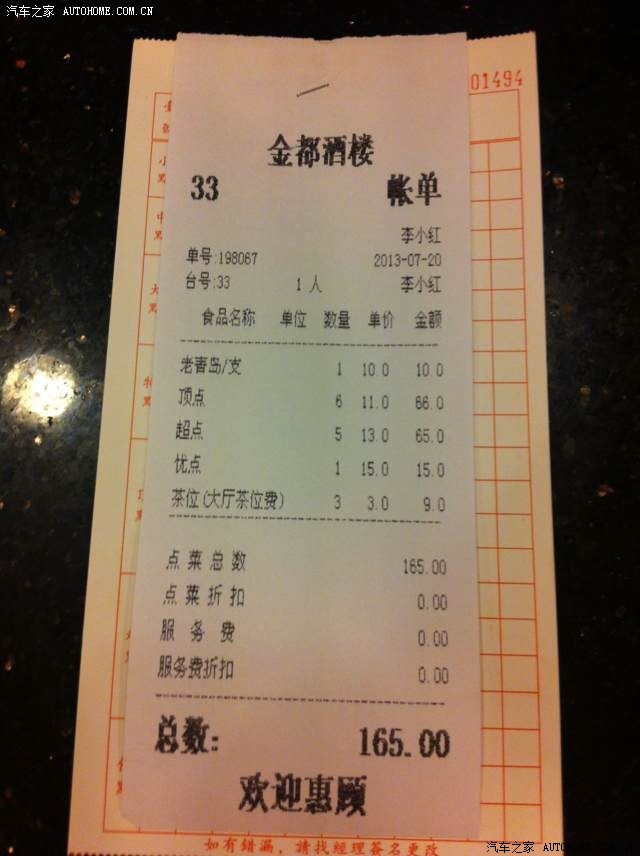 汽车之家 AUTOHOME.COM.CN
01494
金都酒楼
33 帐单
李小红
单号:198067 2013-07-20
台号:33 1 人 李小红
食品名称 单位 数量 单价 金额
老青岛/支 1 10.0 10.0
顶点 6 11.0 66.0
超点 5 13.0 65.0
优点 1 15.0 15.0
茶位(大厅茶位费) 3 3.0 9.0
点菜总数 165.00
点菜折扣 0.00
服务费 0.00
服务费折扣 0.00
总数: 165.00
欢迎惠顾
如有错漏，请找经理签名更改
汽车之家 AUTOHOME.COM.CN